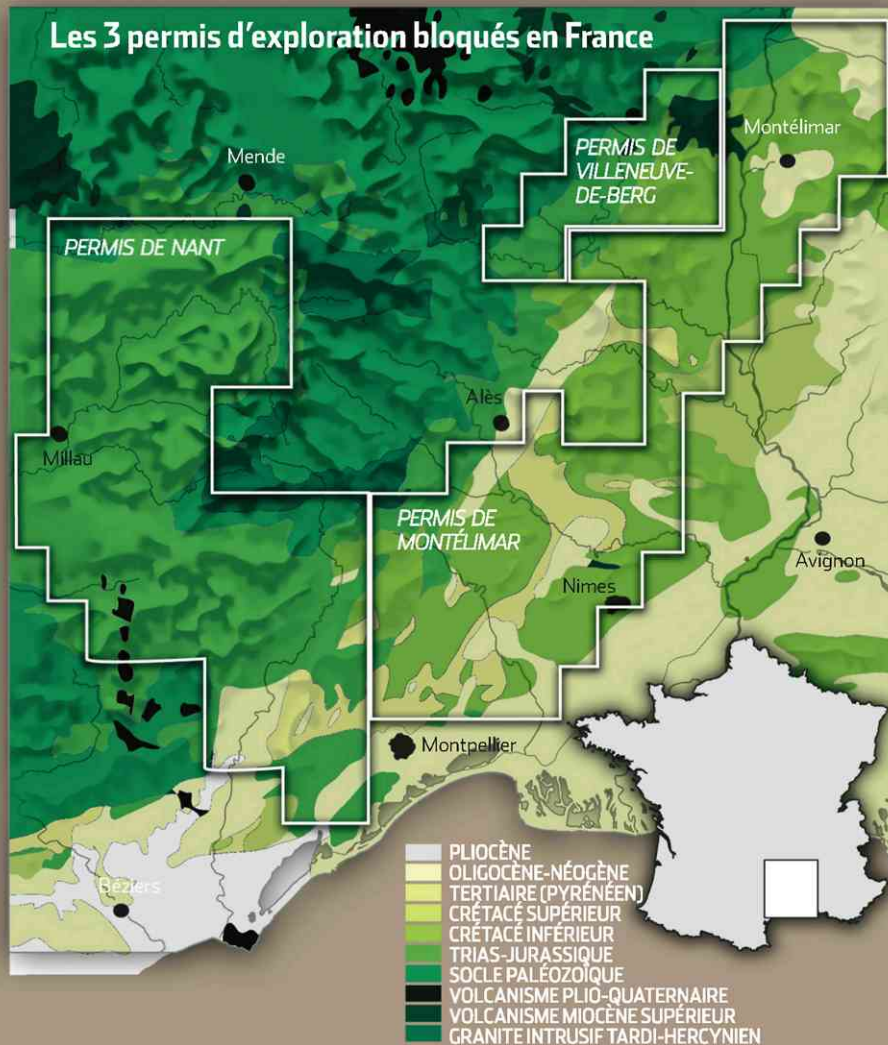 Les 3 permis d'exploration bloqués en France
Mende
Montélimar
PERMIS DE
VILLENEUVE-
DE-BERG
PERMIS DE NANT
Alès
Millau
PERMIS DE
MONTÉLIMAR
Avignon
Nimes
Montpellier
Béziers
PLIOCÈNE
OLIGOCÈNE-NÉOGÈNE
TERTIAIRE (PYRÉNÉEN)
CRÉTACÉ SUPÉRIEUR
CRÉTACÉ INFÉRIEUR
TRIAS-JURASSIQUE
SOCLE PALÉOZOÏQUE
VOLCANISME PLIO-QUATERNAIRE
VOLCANISME MIOCÈNE SUPÉRIEUR
GRANITE INTRUSIF TARDI-HERCYNIEN